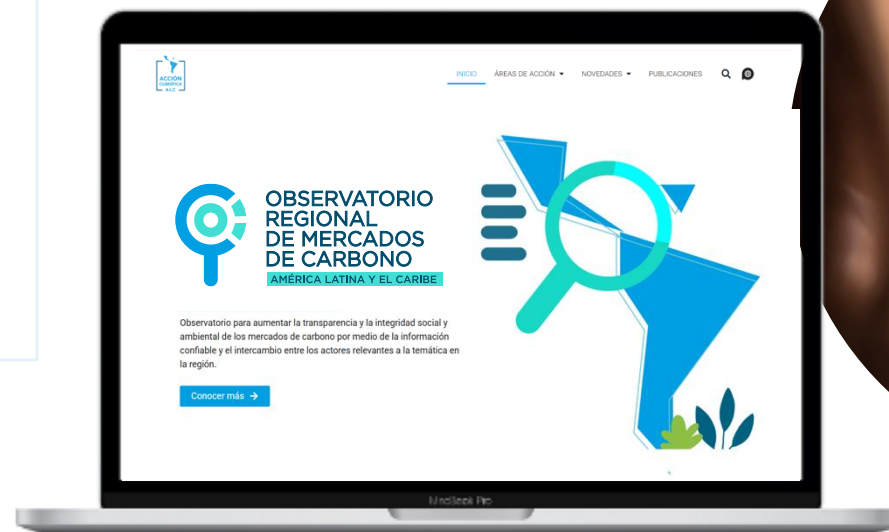 ACCIÓN
CLIMÁTICA
ALC
INICIO ÁREAS DE ACCIÓN NOVEDADES PUBLICACIONES
OBSERVATORIO
REGIONAL
DE MERCADOS
DE CARBONO
AMÉRICA LATINA Y EL CARIBE
Observatorio para aumentar la transparencia y la integridad social y
ambiental de los mercados de carbono por medio de la información
confiable y el intercambio entre los actores relevantes a la temática en
la región.
Conocer más